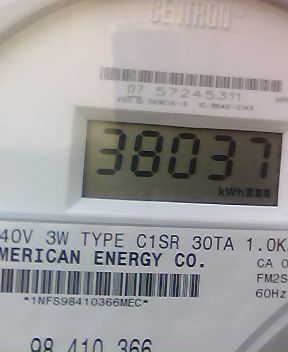 CENTRON
07 57245311
38037
kWh
40V 3W TYPE C1SR 30TA 1.0K
MERICAN ENERGY CO.
CA 0
FM2S
60Hz
*1NFS98410366MEC*
98 410 366